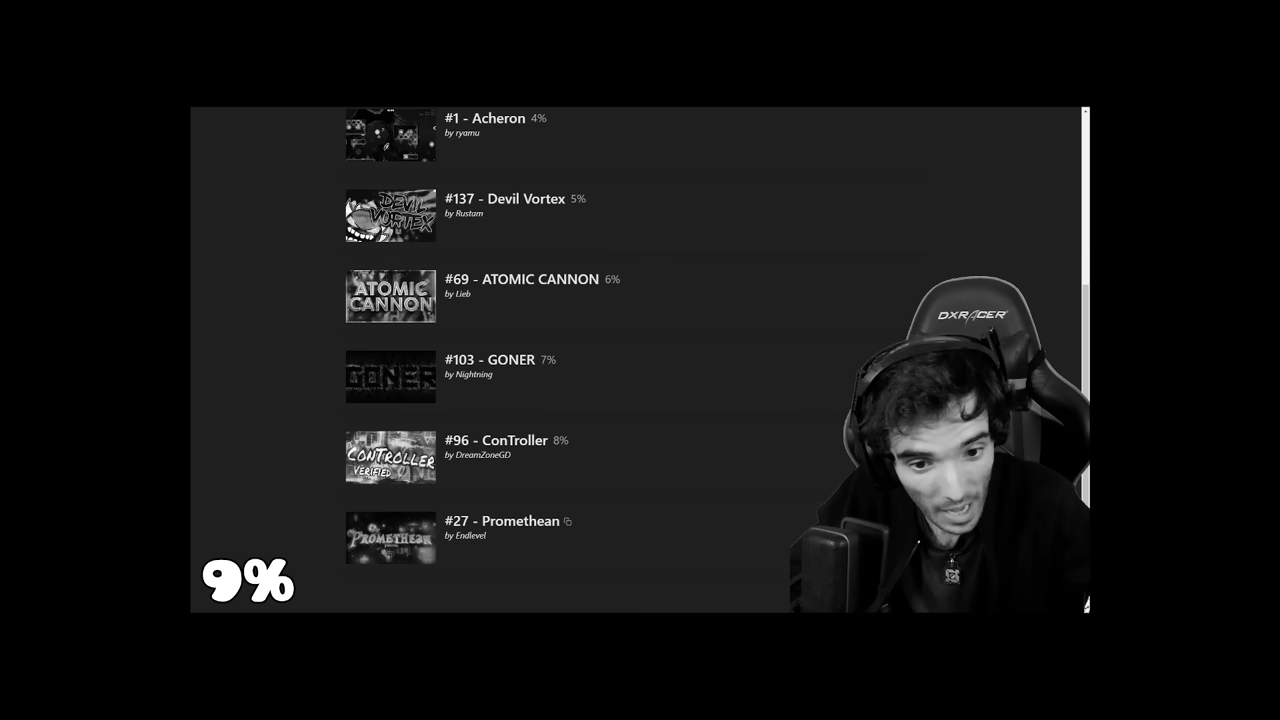 #1 - Acheron 4%
by ryamu
DEVIL
VORTEX
#137 - Devil Vortex 5%
by Rustam
ATOMIC
CANNON
#69 - ATOMIC CANNON 6%
by Lieb
DXRACER
GONER
#103 - GONER 7%
by Nightning
CONTROLLER
VERIFIED
#96 - ConTroller 8%
by DreamZoneGD
PROMETHEAN
#27 - Promethean
by Endlevel
9%